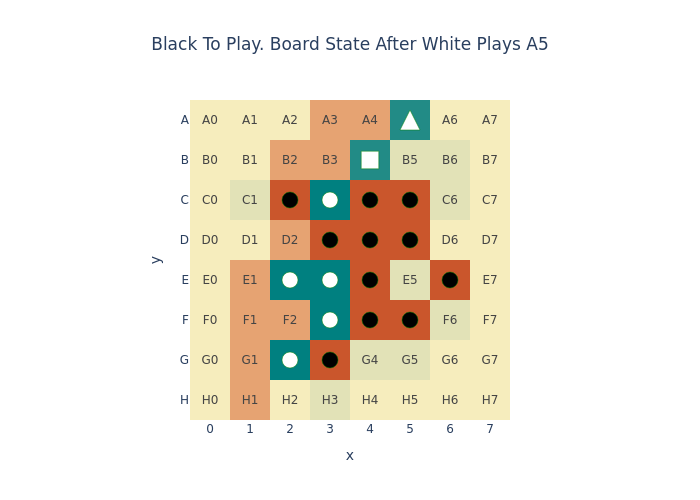 Black To Play. Board State After White Plays A5
A A0 A1 A2 A3 A4 A6 A7
B B0 B1 B2 B3 B5 B6 B7
C C0 C1 C6 C7
D D0 D1 D2 D6 D7
E E0 E1 E5 E7
F F0 F1 F2 F6 F7
G G0 G1 G4 G5 G6 G7
H H0 H1 H2 H3 H4 H5 H6 H7
0 1 2 3 4 5 6 7
x
y